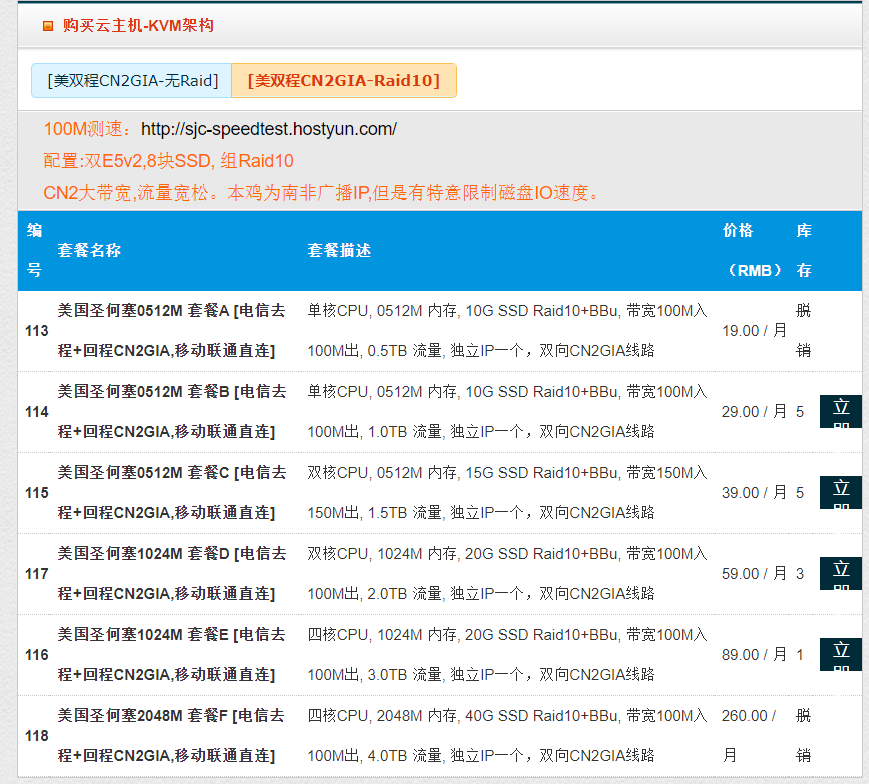 购买云主机-KVM架构
[美双程CN2GIA-无Raid]
[美双程CN2GIA-Raid10]
100M测速：http://sjc-speedtest.hostyun.com/
配置:双E5v2,8块SSD, 组Raid10
CN2大带宽,流量宽松。本鸡为南非广播IP,但是有特意限制磁盘IO速度。
编号 套餐名称 套餐描述 价格（RMB） 库存
113 美国圣何塞0512M 套餐A [电信去 单核CPU, 0512M 内存, 10G SSD Raid10+BBu, 带宽100M入 19.00 / 月 脱
程+回程CN2GIA,移动联通直连] 100M出, 0.5TB 流量, 独立IP一个，双向CN2GIA线路 销
114 美国圣何塞0512M 套餐B [电信去 单核CPU, 0512M 内存, 10G SSD Raid10+BBu, 带宽100M入 29.00 / 月 5 立
程+回程CN2GIA,移动联通直连] 100M出, 1.0TB 流量, 独立IP一个，双向CN2GIA线路
115 美国圣何塞0512M 套餐C [电信去 双核CPU, 0512M 内存, 15G SSD Raid10+BBu, 带宽150M入 39.00 / 月 5 立
程+回程CN2GIA,移动联通直连] 150M出, 1.5TB 流量, 独立IP一个，双向CN2GIA线路
117 美国圣何塞1024M 套餐D [电信去 双核CPU, 1024M 内存, 20G SSD Raid10+BBu, 带宽100M入 59.00 / 月 3 立
程+回程CN2GIA,移动联通直连] 100M出, 2.0TB 流量, 独立IP一个，双向CN2GIA线路
116 美国圣何塞1024M 套餐E [电信去 四核CPU, 1024M 内存, 20G SSD Raid10+BBu, 带宽100M入 89.00 / 月 1 立
程+回程CN2GIA,移动联通直连] 100M出, 3.0TB 流量, 独立IP一个，双向CN2GIA线路
118 美国圣何塞2048M 套餐F [电信去 四核CPU, 2048M 内存, 40G SSD Raid10+BBu, 带宽100M入 260.00 / 脱
程+回程CN2GIA,移动联通直连] 100M出, 4.0TB 流量, 独立IP一个，双向CN2GIA线路 月 销